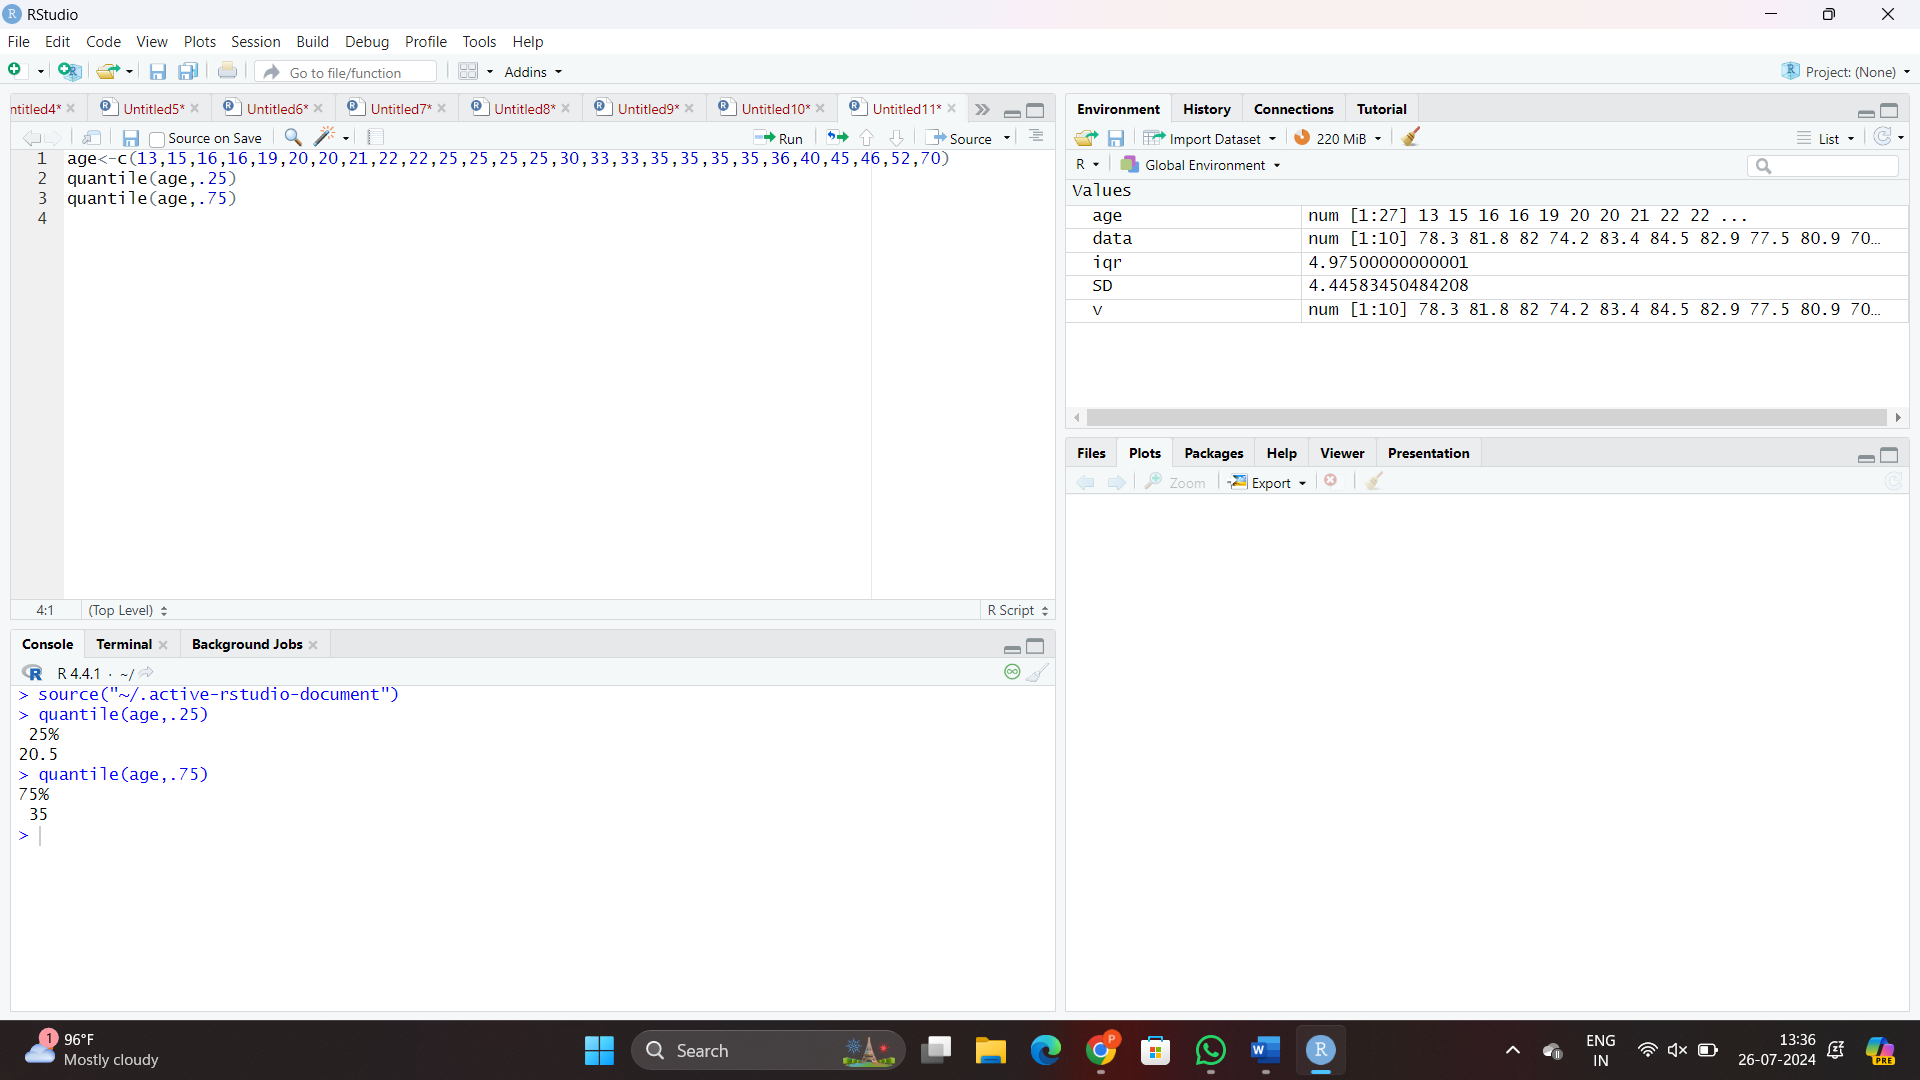 RStudio
File Edit Code View Plots Session Build Debug Profile Tools Help
Go to file/function Addins Project: (None)
ntitled4* Untitled5* Untitled6* Untitled7* Untitled8* Untitled9* Untitled10* Untitled11*
Source on Save Run Source
1 age<-c(13,15,16,16,19,20,20,21,22,22,25,25,25,25,30,33,33,35,35,35,35,36,40,45,46,52,70)
2 quantile(age,.25)
3 quantile(age,.75)
4
4:1 (Top Level) R Script
Console Terminal Background Jobs
R 4.4.1 · ~/
> source("~/.active-rstudio-document")
> quantile(age,.25)
25%
20.5
> quantile(age,.75)
75%
35
>
Environment History Connections Tutorial
Import Dataset 220 MiB List
R Global Environment
Values
age num [1:27] 13 15 16 16 19 20 20 21 22 22 ...
data num [1:10] 78.3 81.8 82 74.2 83.4 84.5 82.9 77.5 80.9 70…
iqr 4.97500000000001
SD 4.44583450484208
v num [1:10] 78.3 81.8 82 74.2 83.4 84.5 82.9 77.5 80.9 70…
Files Plots Packages Help Viewer Presentation
Zoom Export
1 96°F
Mostly cloudy
Search
P
W
R
ENG
IN
13:36
26-07-2024
PRE